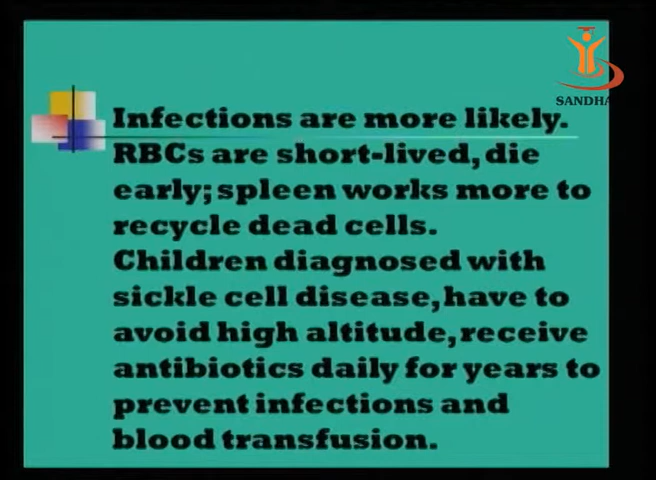 SANDHA
Infections are more likely.
RBCs are short-lived, die
early; spleen works more to
recycle dead cells.
Children diagnosed with
sickle cell disease, have to
avoid high altitude, receive
antibiotics daily for years to
prevent infections and
blood transfusion.